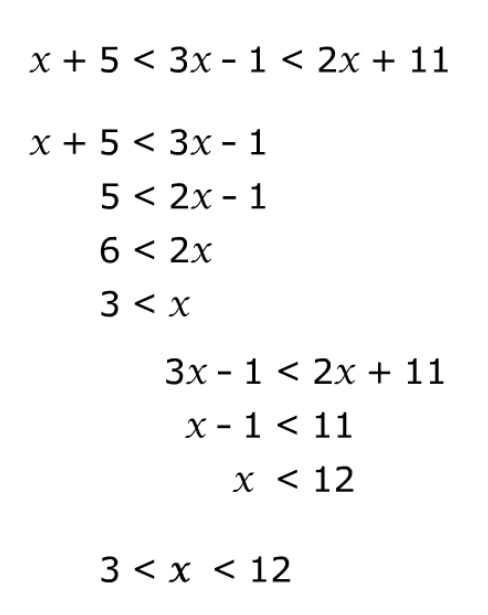 x + 5 < 3x - 1 < 2x + 11
x + 5 < 3x - 1
5 < 2x - 1
6 < 2x
3 < x
3x - 1 < 2x + 11
x - 1 < 11
x < 12
3 < x < 12